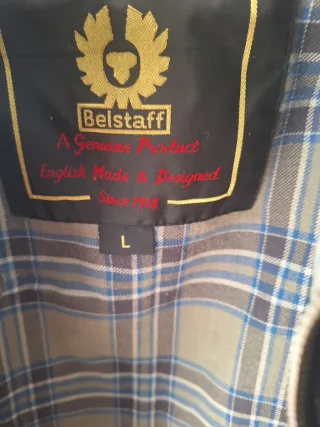 Belstaff
A Genuine Product
English Made & Designed
Since 1924
L